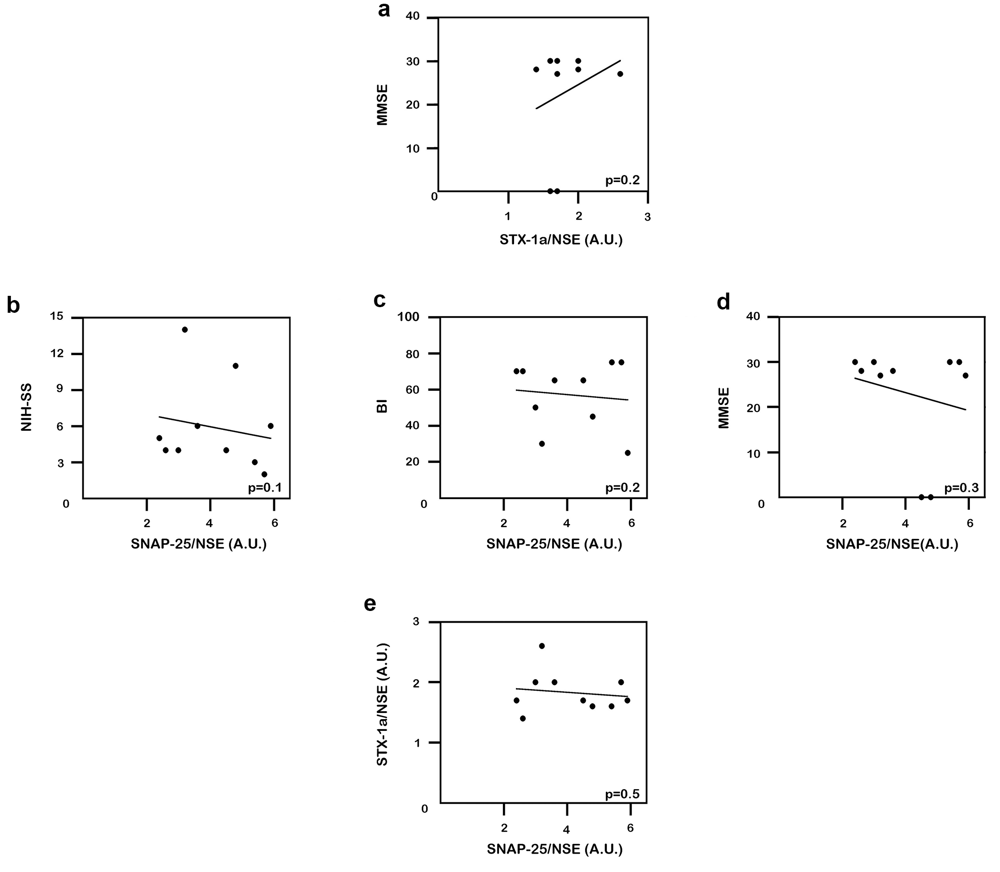 a
40
30
20
10
0
MMSE
p=0.2
1 2 3
STX-1a/NSE (A.U.)
b
15
12
9
6
3
0
NIH-SS
p=0.1
2 4 6
SNAP-25/NSE (A.U.)
c
100
80
60
40
20
0
BI
p=0.2
2 4 6
SNAP-25/NSE (A.U.)
d
40
30
20
10
0
MMSE
p=0.3
2 4 6
SNAP-25/NSE(A.U.)
e
3
2
1
0
STX-1a/NSE (A.U.)
p=0.5
2 4 6
SNAP-25/NSE (A.U.)